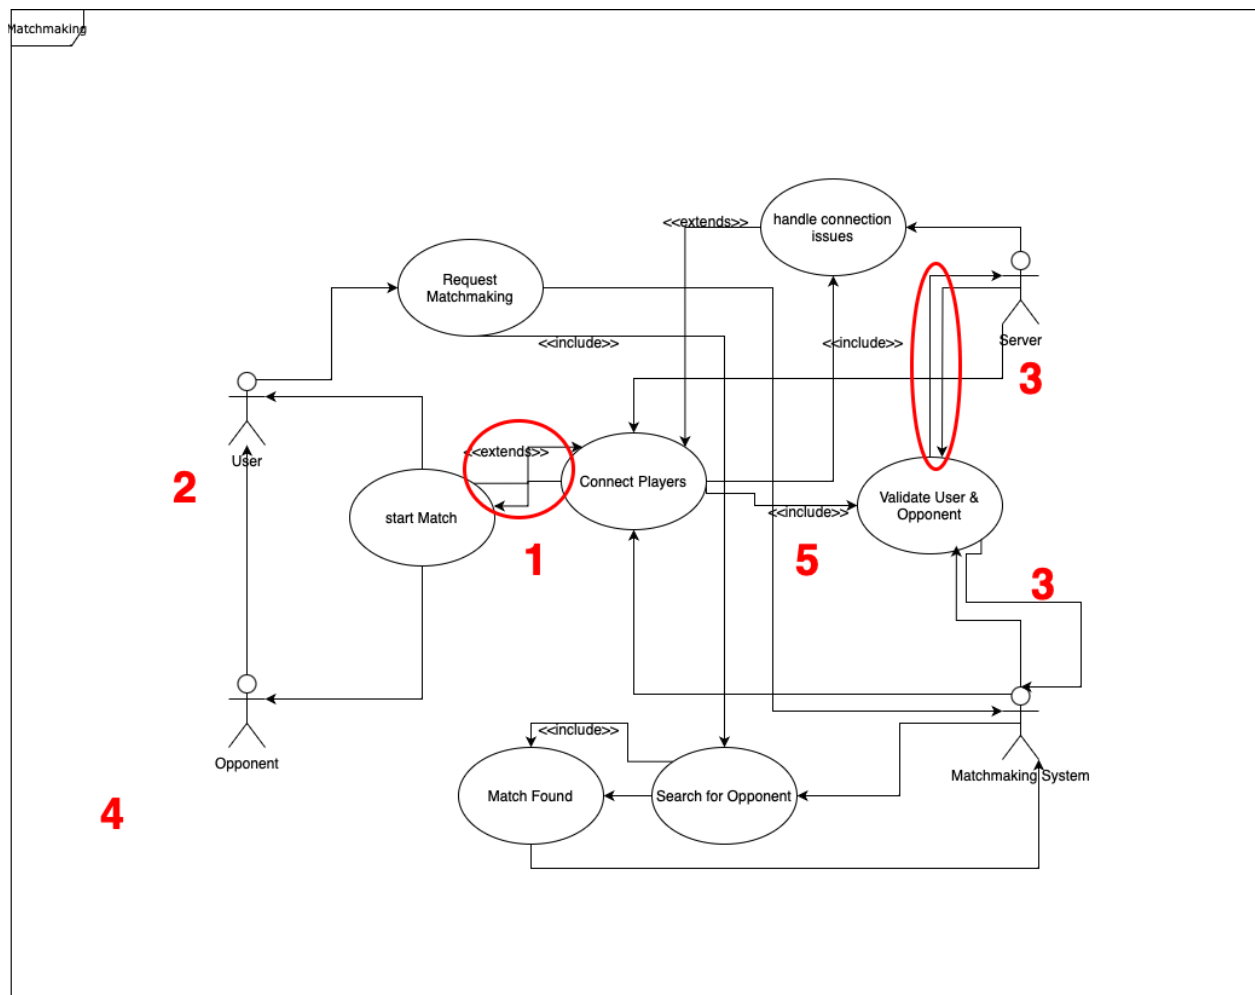 Matchmaking
handle connection
issues
<<extends>>
Request
Matchmaking
Server
<<include>>
<<include>>
3
User
<<extends>>
2
Connect Players
Validate User &
Opponent
start Match
<<include>>
1
5
3
Opponent
Matchmaking System
<<include>>
Match Found
Search for Opponent
4